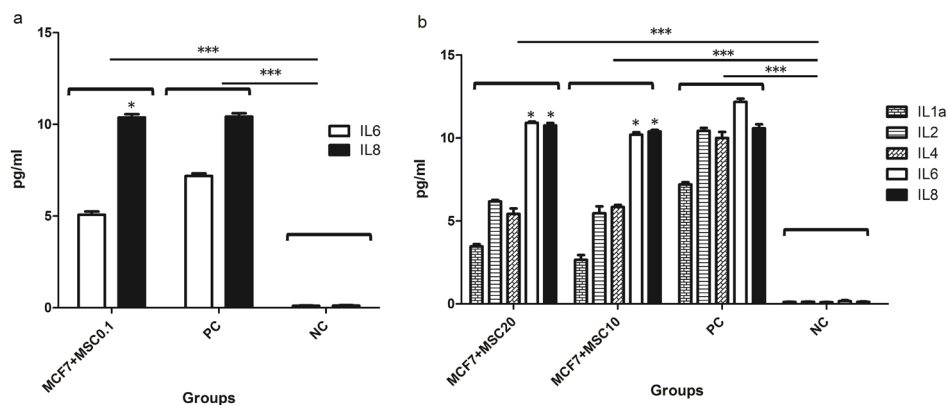 a
***
***
*
15
10
5
0
pg/ml
MCF7+MSC0.1
PC
NC
Groups
IL6
IL8
b
***
***
***
* *
* *
15
10
5
0
pg/ml
MCF7+MSC20
MCF7+MSC10
PC
NC
Groups
IL1a
IL2
IL4
IL6
IL8